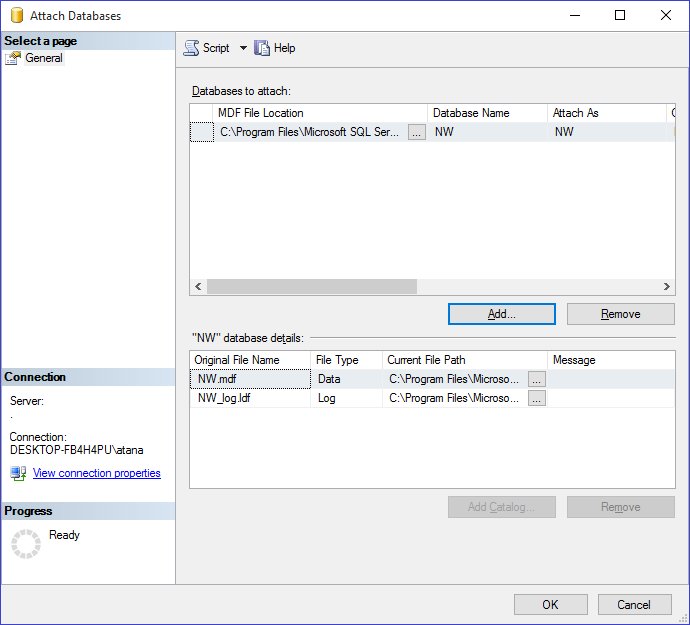 Attach Databases
Select a page
General
Script
Help
Databases to attach:
MDF File Location Database Name Attach As
C:\Program Files\Microsoft SQL Ser... ... NW NW
Add...
Remove
"NW" database details:
Original File Name File Type Current File Path Message
NW.mdf Data C:\Program Files\Microso... ...
NW_log.ldf Log C:\Program Files\Microso... ...
Add Catalog...
Remove
Connection
Server:
.
Connection:
DESKTOP-FB4H4PU\atana
View connection properties
Progress
Ready
OK
Cancel